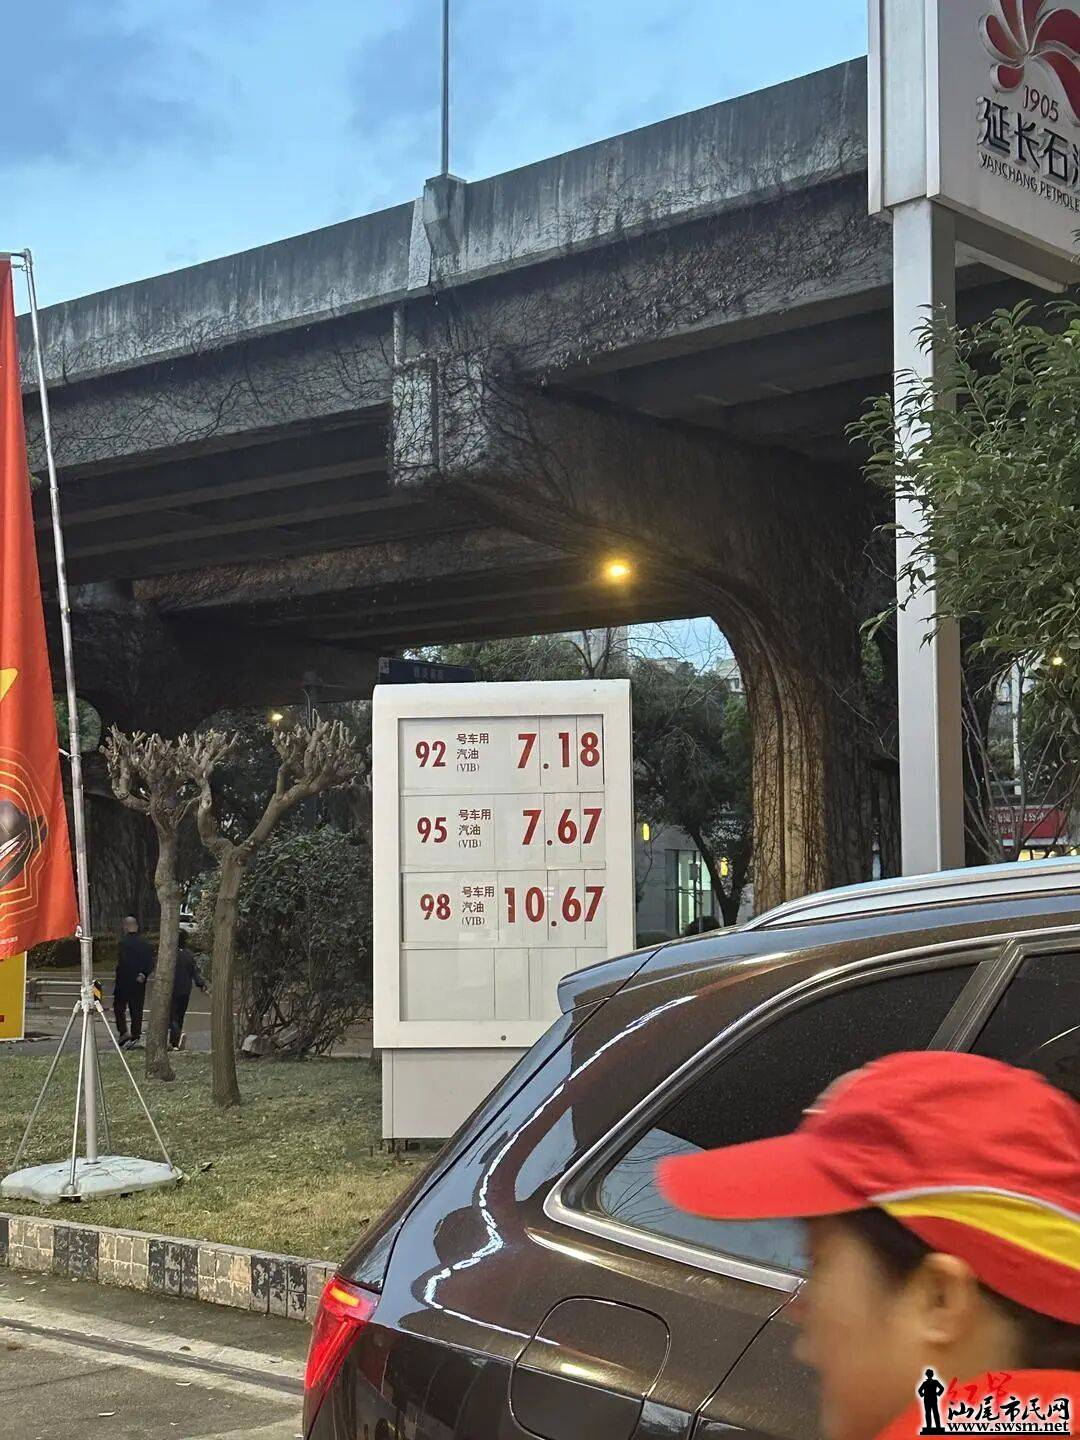 1905
延长石
YANCHANG PETROLE
92 号车用
汽油
(VIB)
7.18
95 号车用
汽油
(VIB)
7.67
98 号车用
汽油
(VIB)
10.67
汕尾市民网
www.swsm.net